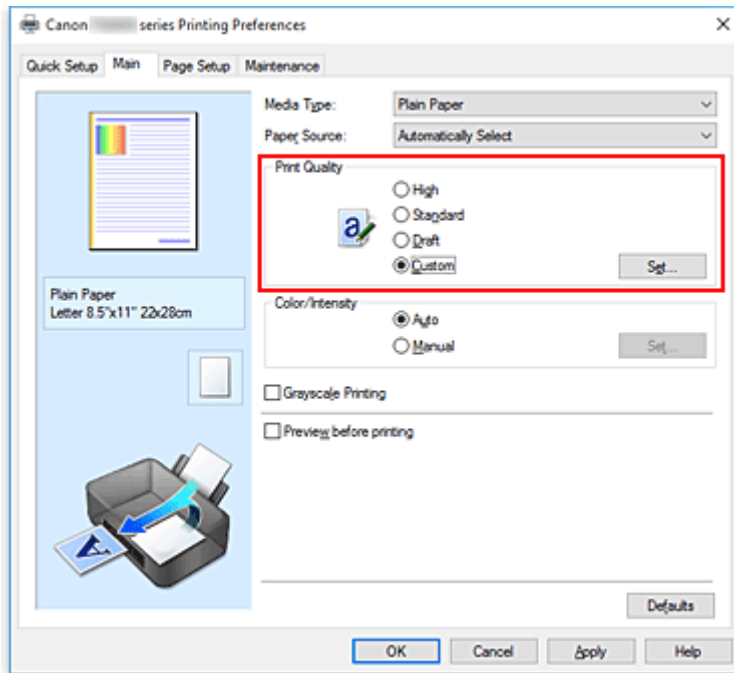 Canon series Printing Preferences
Quick Setup Main Page Setup Maintenance
Media Type: Plain Paper
Paper Source: Automatically Select
Print Quality
High
Standard
a
Draft
Custom Set...
Plain Paper
Letter 8.5"x11" 22x28cm
Color/Intensity
Auto
Manual Set...
Grayscale Printing
Preview before printing
A
Defaults
OK Cancel Apply Help